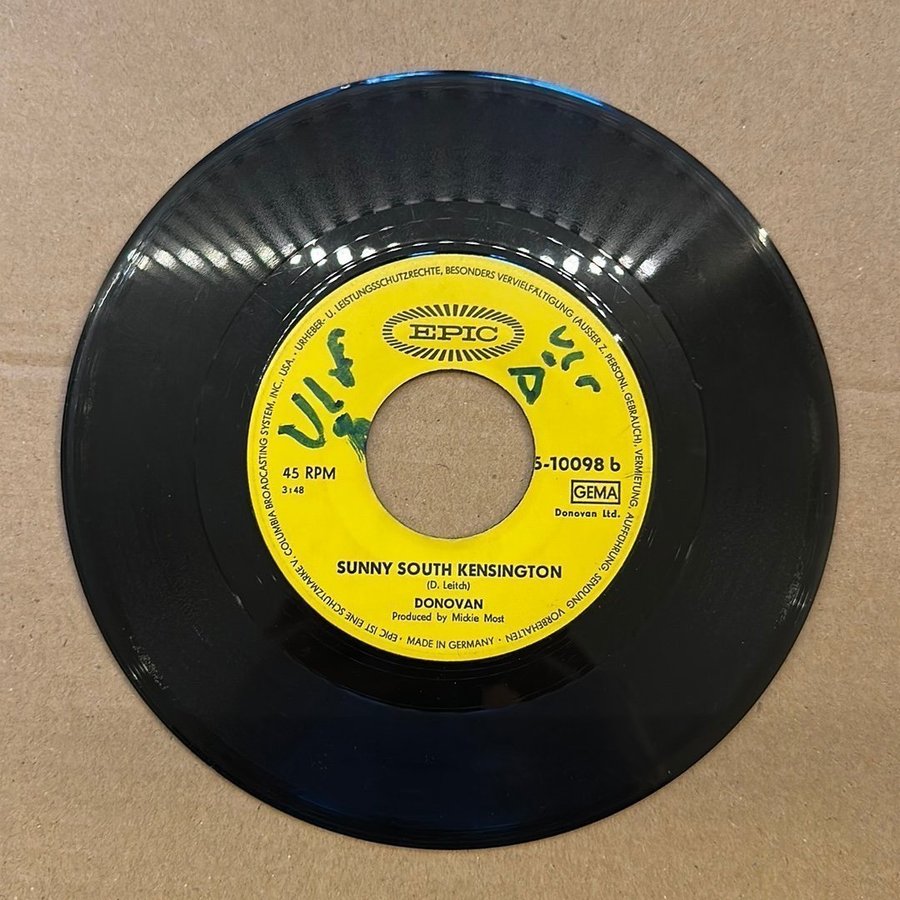 EPIC
ULF
45 RPM
3:48
5-10098 b
GEMA
Donovan Ltd.
SUNNY SOUTH KENSINGTON
(D. Leitch)
DONOVAN
Produced by Mickie Most
EPIC IST EINE SCHUTZMARKE V. COLUMBIA BROADCASTING SYSTEM, INC., USA. · URHEBER- U. LEISTUNGSSCHUTZRECHTE, BESONDERS VERVIELFÄLTIGUNG (AUSSER Z. PERSÖNL. GEBRAUCH), VERMIETUNG, AUFFÜHRUNG, SENDUNG VORBEHALTEN · MADE IN GERMANY ·